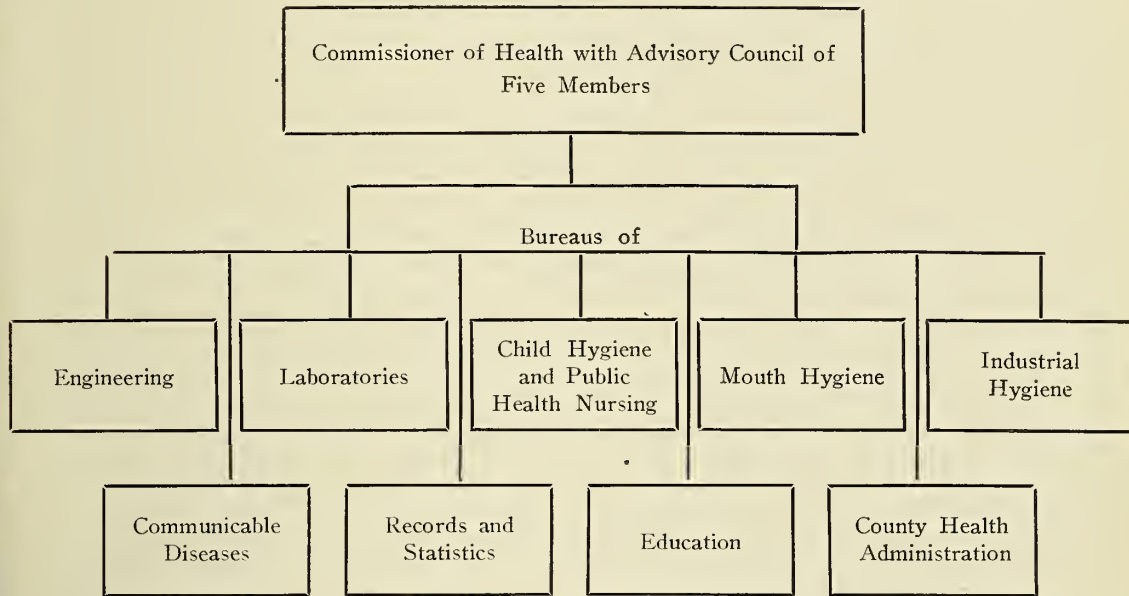 Commissioner of Health with Advisory Council of
Five Members
Bureaus of
Engineering
Laboratories
Child Hygiene
and Public
Health Nursing
Mouth Hygiene
Industrial
Hygiene
Communicable
Diseases
Records and
Statistics
Education
County Health
Administration